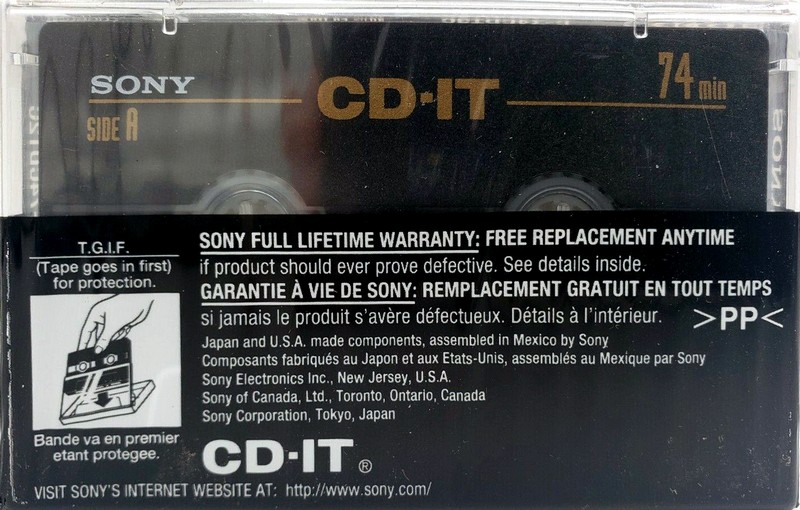 SONY
CD-IT
74 min
SIDE A
T.G.I.F.
(Tape goes in first)
for protection.
Bande va en premier
etant protegee.
SONY FULL LIFETIME WARRANTY: FREE REPLACEMENT ANYTIME
if product should ever prove defective. See details inside.
GARANTIE À VIE DE SONY: REMPLACEMENT GRATUIT EN TOUT TEMPS
si jamais le produit s'avère défectueux. Détails à l'intérieur.
>PP<
Japan and U.S.A. made components, assembled in Mexico by Sony
Composants fabriqués au Japon et aux Etats-Unis, assemblés au Mexique par Sony
Sony Electronics Inc., New Jersey, U.S.A.
Sony of Canada, Ltd., Toronto, Ontario, Canada
Sony Corporation, Tokyo, Japan
CD-IT ®
VISIT SONY'S INTERNET WEBSITE AT: http://www.sony.com/